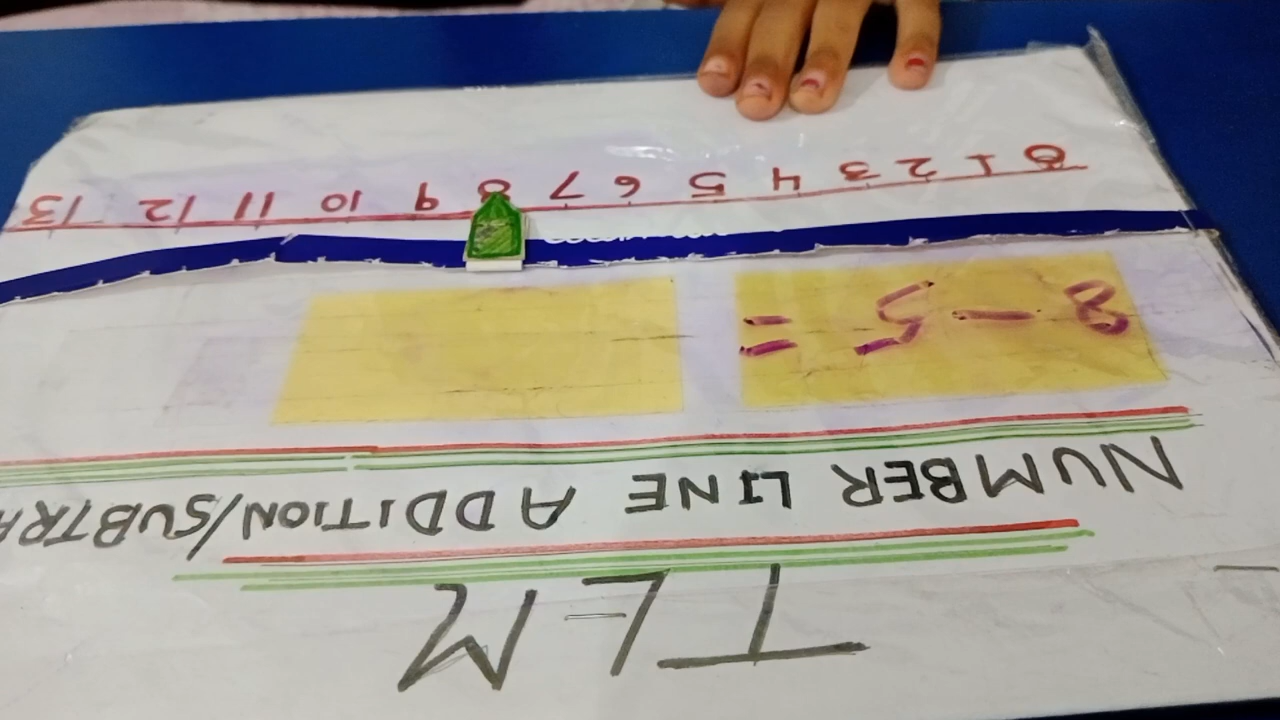 TLM
NUMBER LINE ADDITION/SUBTRA
8 - 5 =
0 1 2 3 4 5 6 7 8 9 10 11 12 13